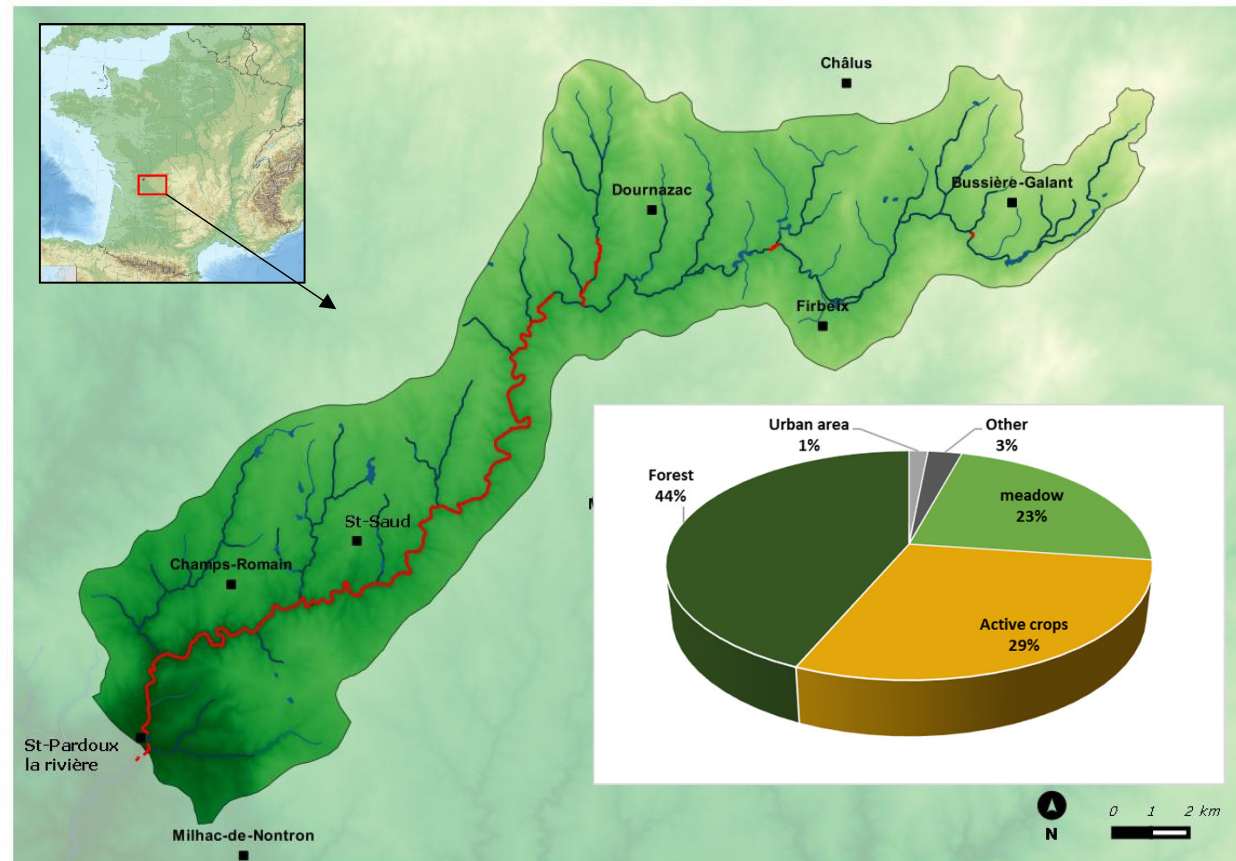 Châlus
Dournazac
Bussière-Galant
Firbeix
Urban area
1%
Other
3%
Forest
44%
meadow
23%
Active crops
29%
St-Saud
Champs-Romain
St-Pardoux
la rivière
Milhac-de-Nontron
N
0 1 2 km